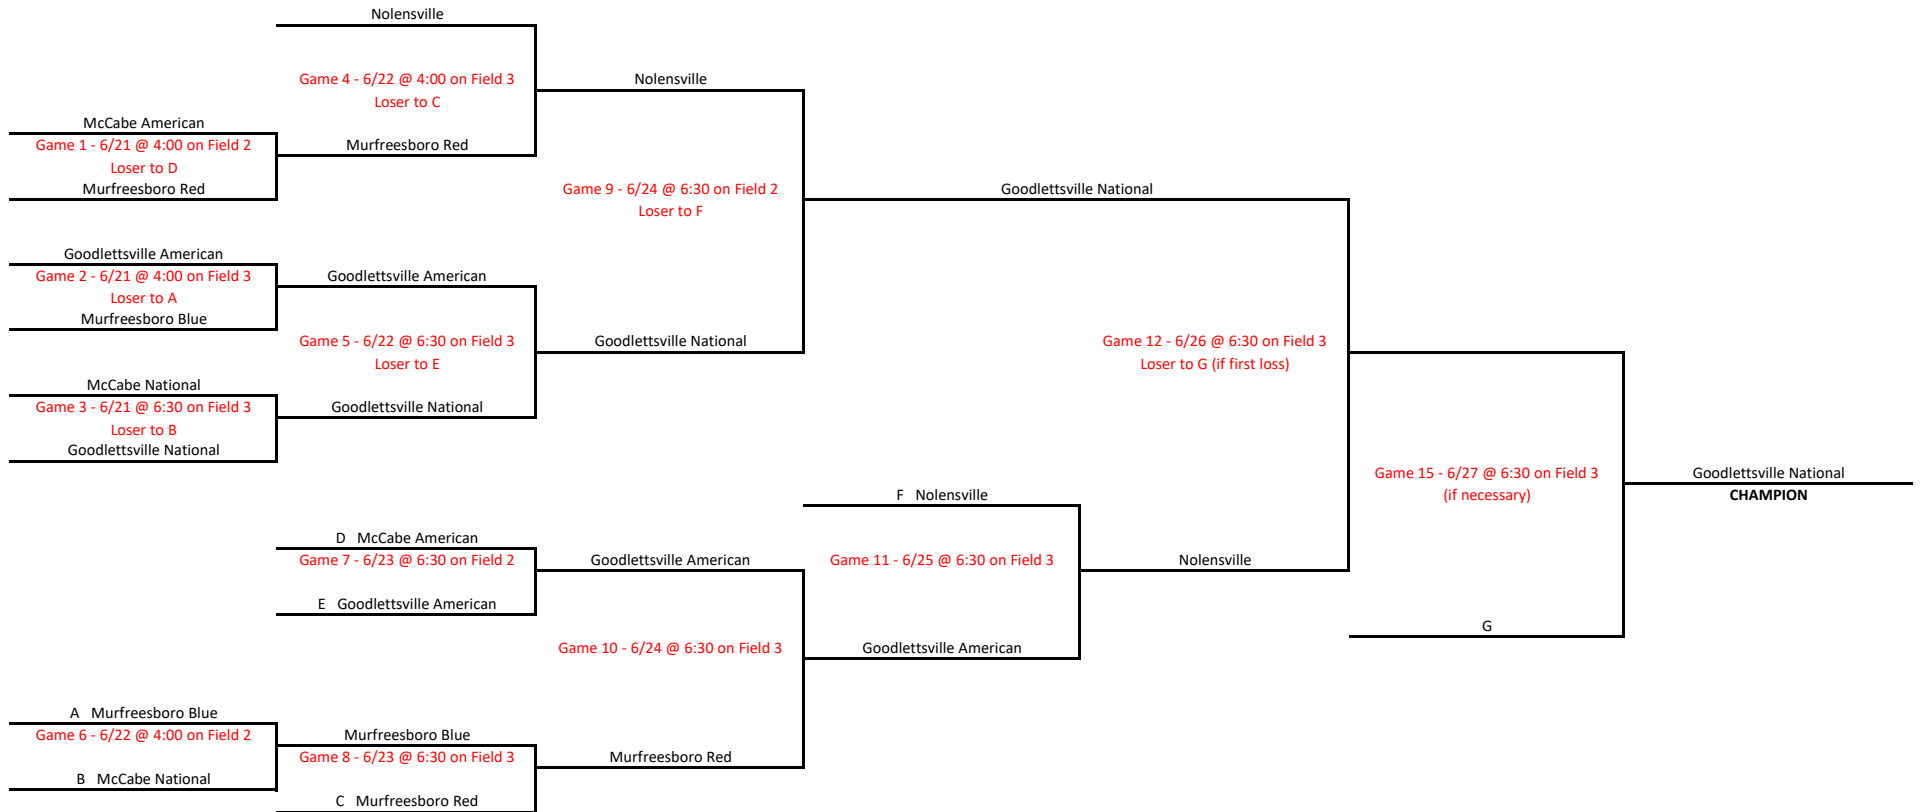 Nolensville
Game 4 - 6/22 @ 4:00 on Field 3
Loser to C
Nolensville
McCabe American
Game 1 - 6/21 @ 4:00 on Field 2
Loser to D
Murfreesboro Red
Murfreesboro Red
Game 9 - 6/24 @ 6:30 on Field 2
Loser to F
Goodlettsville National
Goodlettsville American
Game 2 - 6/21 @ 4:00 on Field 3
Loser to A
Murfreesboro Blue
Goodlettsville American
Game 5 - 6/22 @ 6:30 on Field 3
Loser to E
Goodlettsville National
Game 12 - 6/26 @ 6:30 on Field 3
Loser to G (if first loss)
McCabe National
Game 3 - 6/21 @ 6:30 on Field 3
Loser to B
Goodlettsville National
Goodlettsville National
Game 15 - 6/27 @ 6:30 on Field 3
(if necessary)
Goodlettsville National
CHAMPION
F Nolensville
D McCabe American
Game 7 - 6/23 @ 6:30 on Field 2
E Goodlettsville American
Goodlettsville American
Game 11 - 6/25 @ 6:30 on Field 3
Nolensville
G
Game 10 - 6/24 @ 6:30 on Field 3
Goodlettsville American
A Murfreesboro Blue
Game 6 - 6/22 @ 4:00 on Field 2
B McCabe National
Murfreesboro Blue
Game 8 - 6/23 @ 6:30 on Field 3
C Murfreesboro Red
Murfreesboro Red